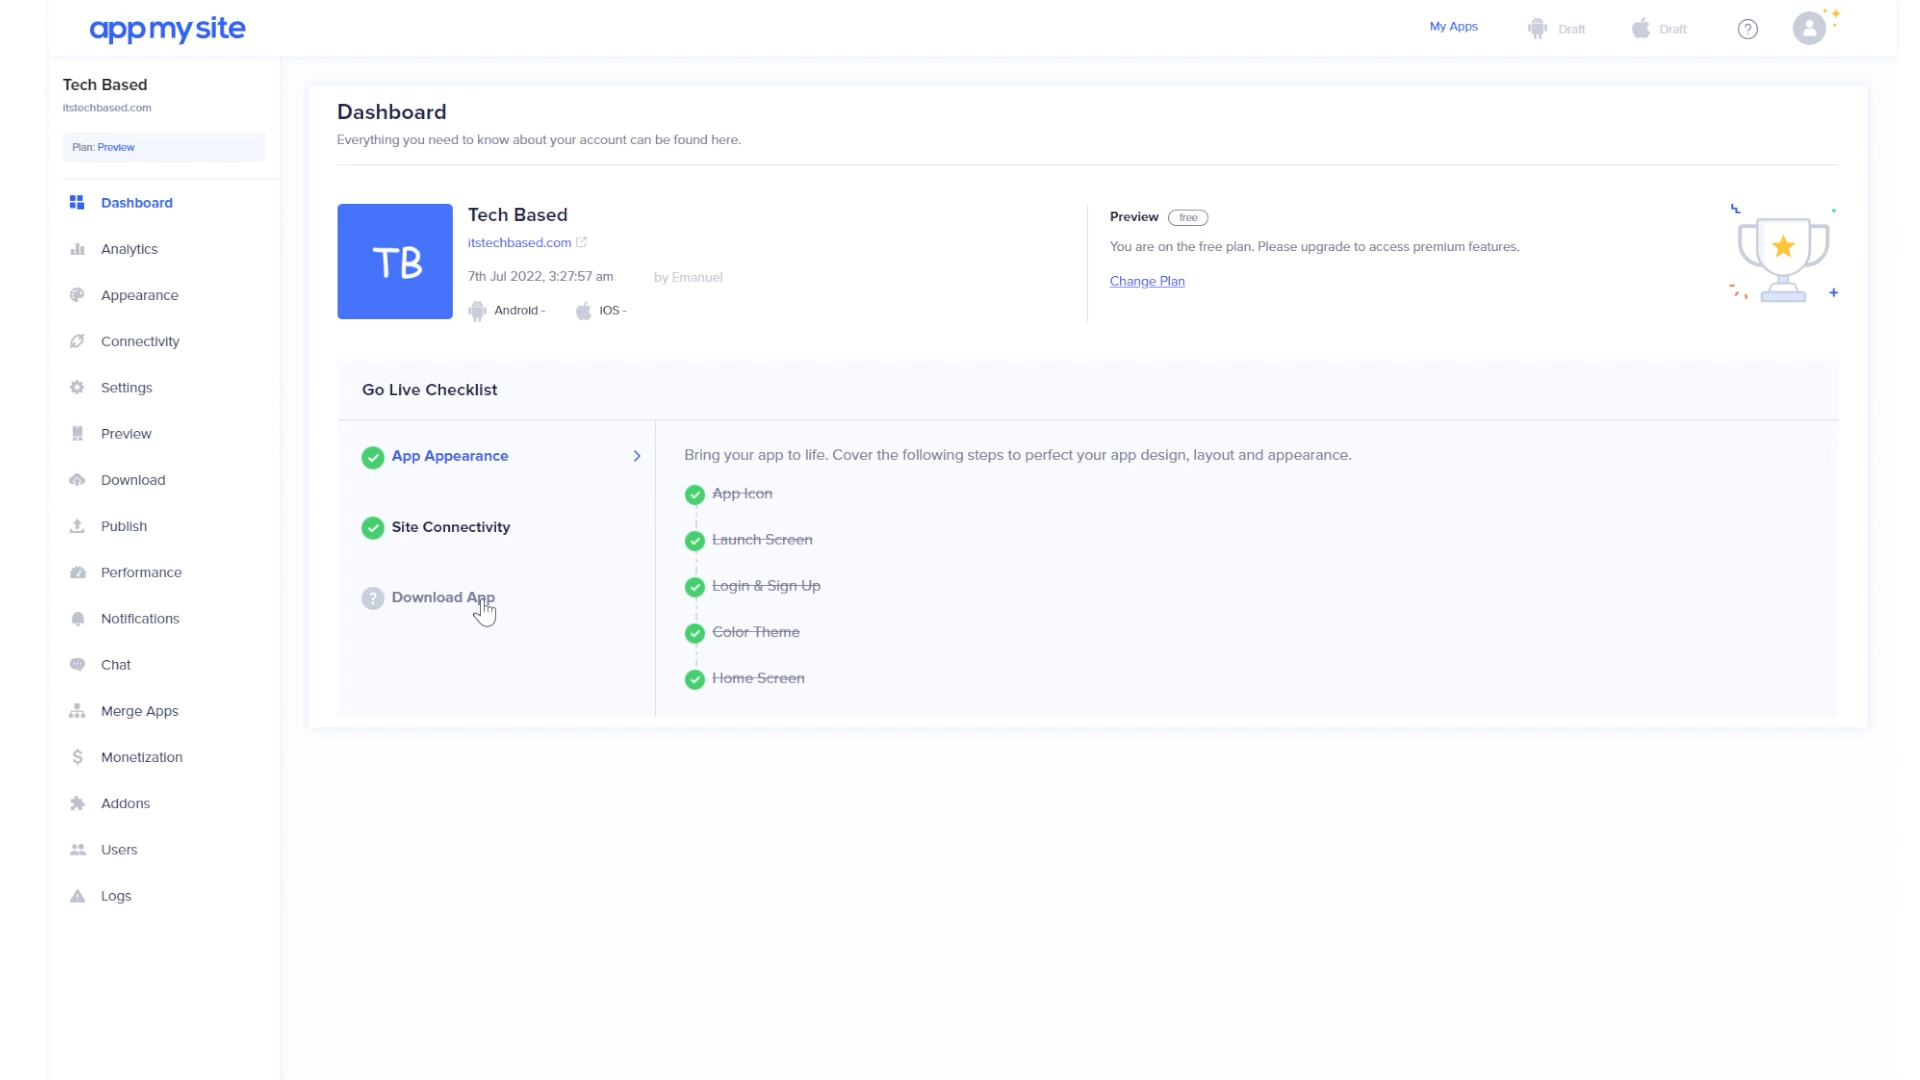 appmysite
My Apps
Draft
Draft
Tech Based
itstechbased.com
Plan: Preview
Dashboard
Analytics
Appearance
Connectivity
Settings
Preview
Download
Publish
Performance
Notifications
Chat
Merge Apps
Monetization
Addons
Users
Logs
Dashboard
Everything you need to know about your account can be found here.
TB
Tech Based
itstechbased.com
7th Jul 2022, 3:27:57 am by Emanuel
Android - IOS -
Preview free
You are on the free plan. Please upgrade to access premium features.
Change Plan
Go Live Checklist
App Appearance
Site Connectivity
Download App
Bring your app to life. Cover the following steps to perfect your app design, layout and appearance.
App Icon
Launch Screen
Login & Sign Up
Color Theme
Home Screen